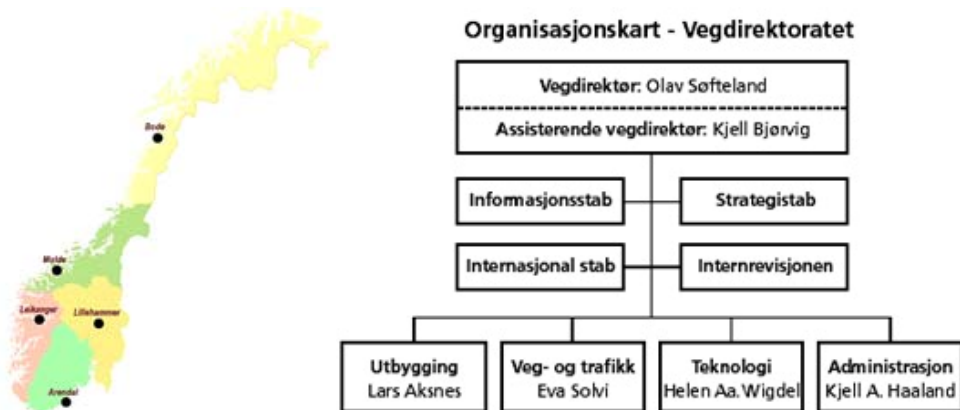 Bodø
Molde
Leikanger
Lillehammer
Arendal
Organisasjonskart - Vegdirektoratet
Vegdirektør: Olav Søfteland
Assisterende vegdirektør: Kjell Bjørvig
Informasjonsstab
Strategistab
Internasjonal stab
Internrevisjonen
Utbygging
Lars Aksnes
Veg- og trafikk
Eva Solvi
Teknologi
Helen Aa. Wigdel
Administrasjon
Kjell A. Haaland